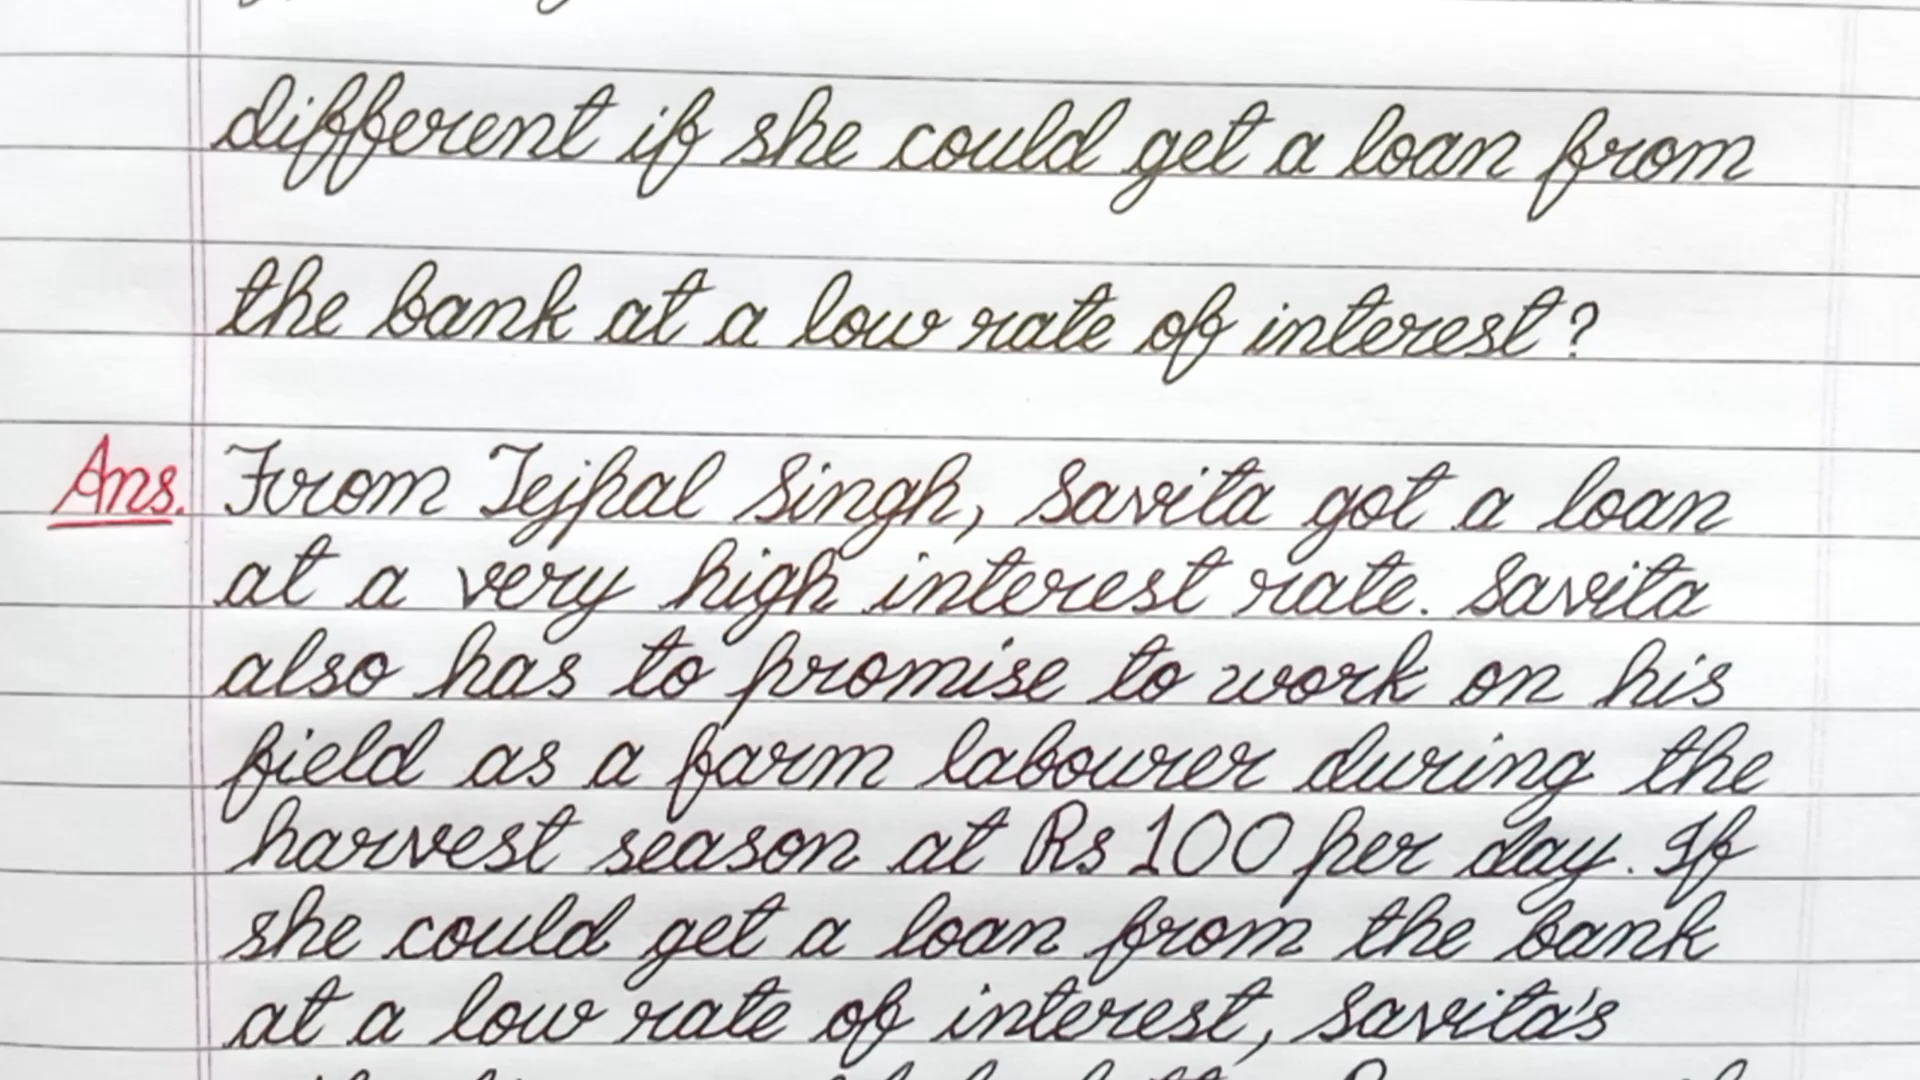 different if she could get a loan from
the bank at a low rate of interest?
Ans. From Tejpal Singh, Savita got a loan
at a very high interest rate. Savita
also has to promise to work on his
field as a farm labourer during the
harvest season at Rs 100 per day. If
she could get a loan from the bank
at a low rate of interest, Savita's